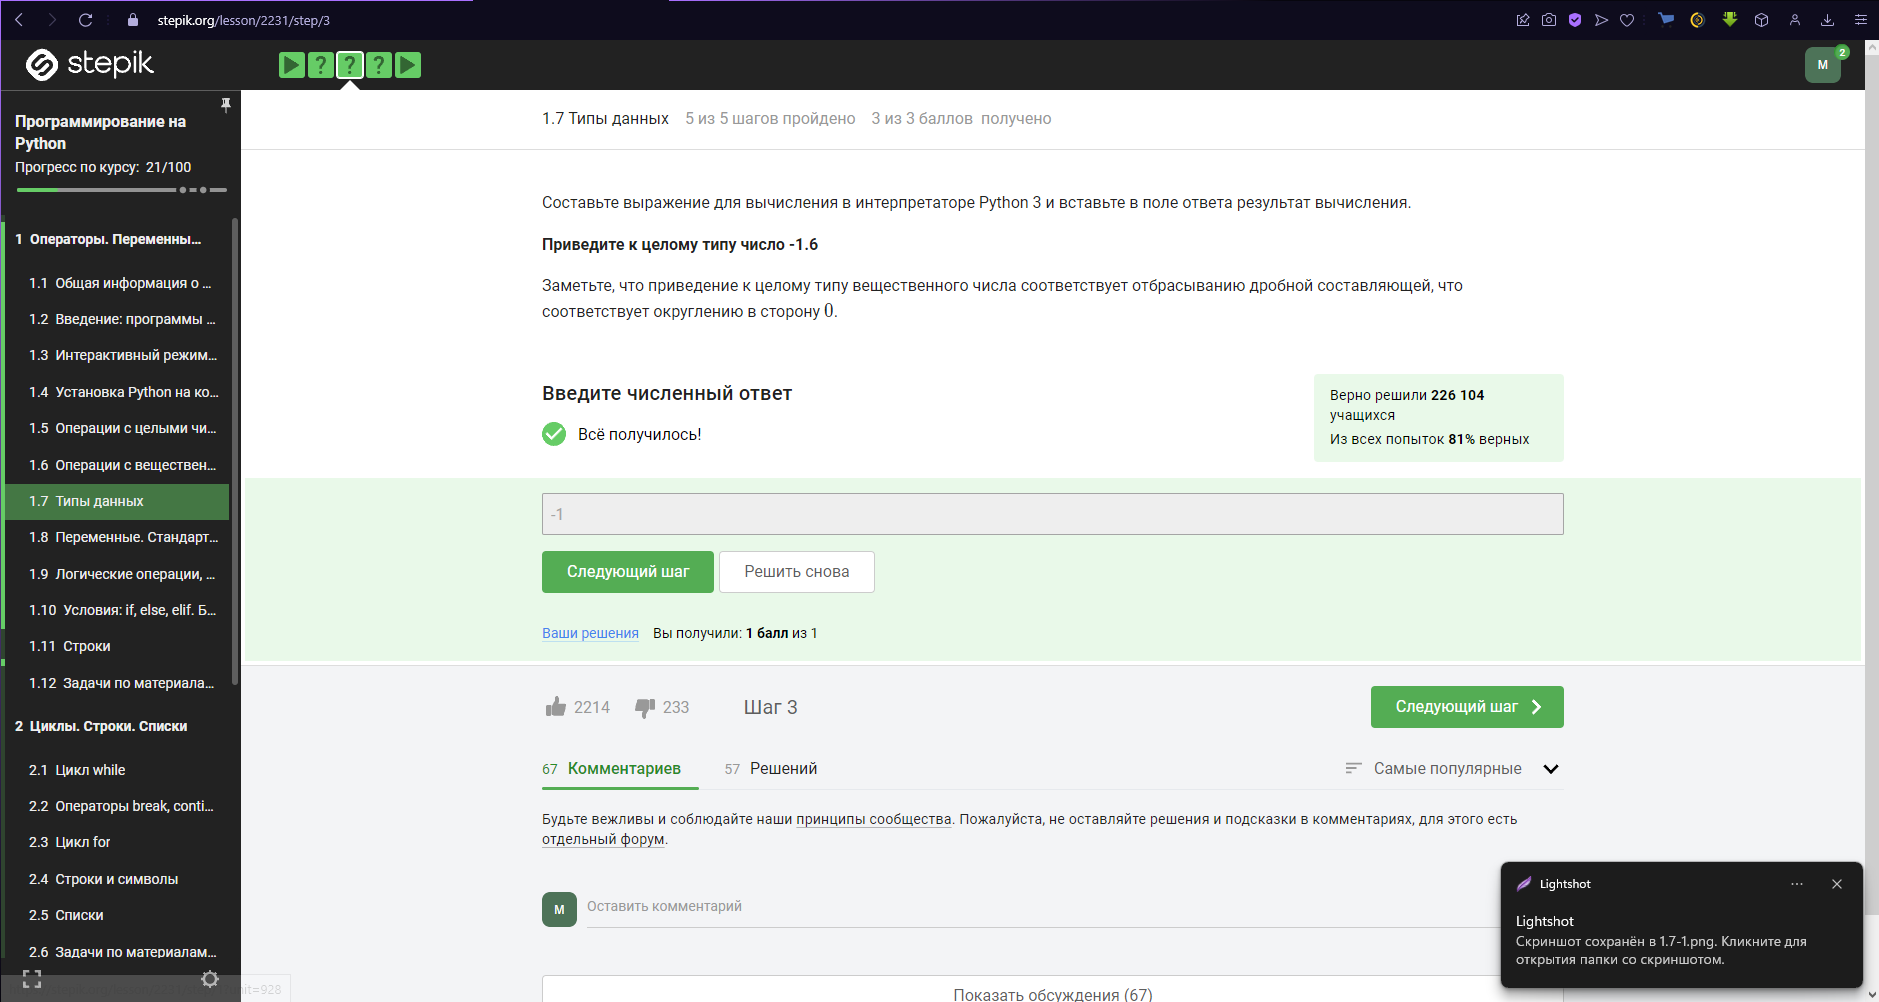 stepik.org/lesson/2231/step/3
stepik
M
2
Программирование на
Python
Прогресс по курсу: 21/100
1 Операторы. Переменны...
1.1 Общая информация о ...
1.2 Введение: программы ...
1.3 Интерактивный режим...
1.4 Установка Python на ко...
1.5 Операции с целыми чи...
1.6 Операции с веществен...
1.7 Типы данных
1.8 Переменные. Стандарт...
1.9 Логические операции, ...
1.10 Условия: if, else, elif. Б...
1.11 Строки
1.12 Задачи по материала...
2 Циклы. Строки. Списки
2.1 Цикл while
2.2 Операторы break, conti...
2.3 Цикл for
2.4 Строки и символы
2.5 Списки
2.6 Задачи по материалам...
1.7 Типы данных 5 из 5 шагов пройдено 3 из 3 баллов получено
Составьте выражение для вычисления в интерпретаторе Python 3 и вставьте в поле ответа результат вычисления.
Приведите к целому типу число -1.6
Заметьте, что приведение к целому типу вещественного числа соответствует отбрасыванию дробной составляющей, что
соответствует округлению в сторону 0.
Введите численный ответ
Всё получилось!
Верно решили 226 104
учащихся
Из всех попыток 81% верных
-1
Следующий шаг
Решить снова
Ваши решения Вы получили: 1 балл из 1
2214 233 Шаг 3
Следующий шаг
67 Комментариев 57 Решений
Самые популярные
Будьте вежливы и соблюдайте наши принципы сообщества. Пожалуйста, не оставляйте решения и подсказки в комментариях, для этого есть
отдельный форум.
M
Оставить комментарий
Показать обсуждения (67)
Lightshot
Lightshot
Скриншот сохранён в 1.7-1.png. Кликните для
открытия папки со скриншотом.